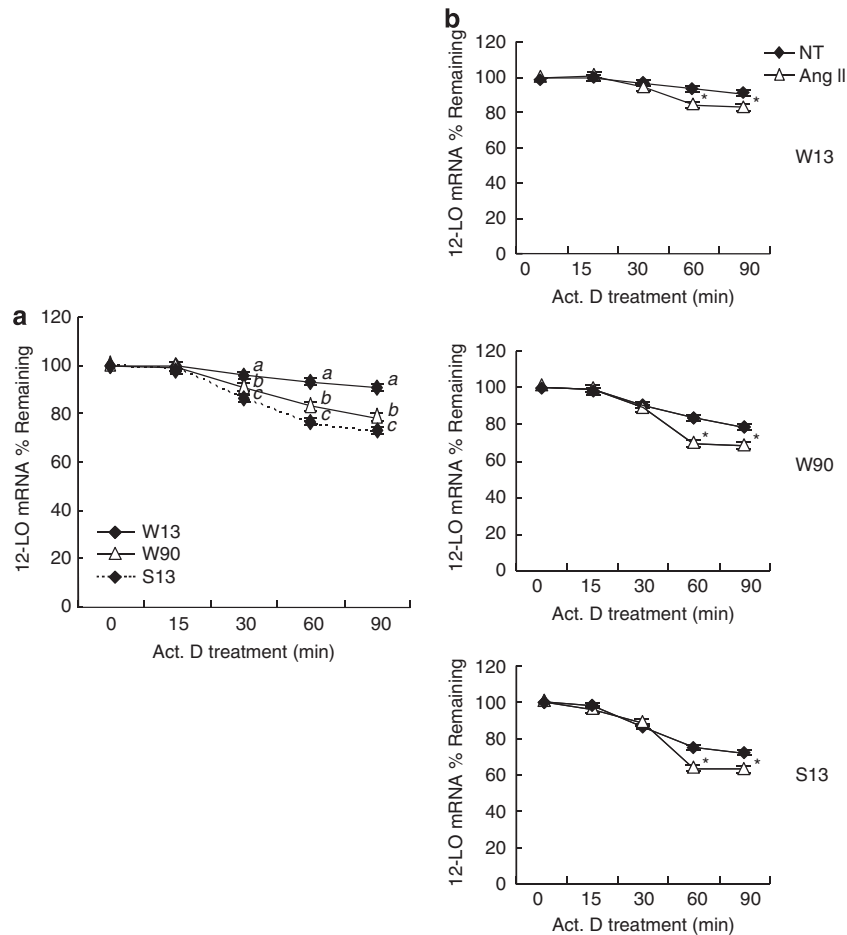 b
12-LO mRNA % Remaining
120
100
80
60
40
20
0
0 15 30 60 90
Act. D treatment (min)
NT
Ang II
*
*
W13
a
12-LO mRNA % Remaining
120
100
80
60
40
20
0
a
b
c
a
b
c
a
b
c
W13
W90
S13
0 15 30 60 90
Act. D treatment (min)
12-LO mRNA % Remaining
120
100
80
60
40
20
0
*
*
0 15 30 60 90
Act. D treatment (min)
W90
12-LO mRNA % Remaining
120
100
80
60
40
20
0
*
*
0 15 30 60 90
Act. D treatment (min)
S13